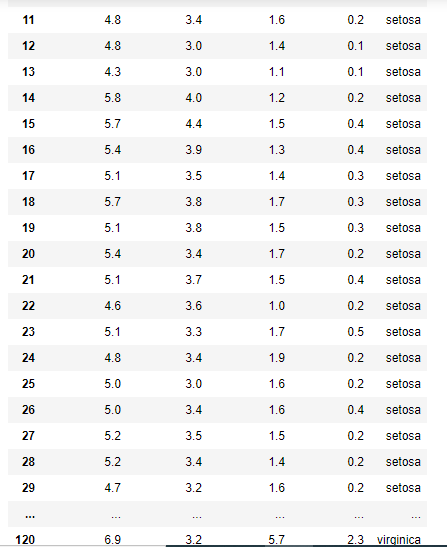 11 4.8 3.4 1.6 0.2 setosa
12 4.8 3.0 1.4 0.1 setosa
13 4.3 3.0 1.1 0.1 setosa
14 5.8 4.0 1.2 0.2 setosa
15 5.7 4.4 1.5 0.4 setosa
16 5.4 3.9 1.3 0.4 setosa
17 5.1 3.5 1.4 0.3 setosa
18 5.7 3.8 1.7 0.3 setosa
19 5.1 3.8 1.5 0.3 setosa
20 5.4 3.4 1.7 0.2 setosa
21 5.1 3.7 1.5 0.4 setosa
22 4.6 3.6 1.0 0.2 setosa
23 5.1 3.3 1.7 0.5 setosa
24 4.8 3.4 1.9 0.2 setosa
25 5.0 3.0 1.6 0.2 setosa
26 5.0 3.4 1.6 0.4 setosa
27 5.2 3.5 1.5 0.2 setosa
28 5.2 3.4 1.4 0.2 setosa
29 4.7 3.2 1.6 0.2 setosa
... ... ... ... ... ...
120 6.9 3.2 5.7 2.3 virginica